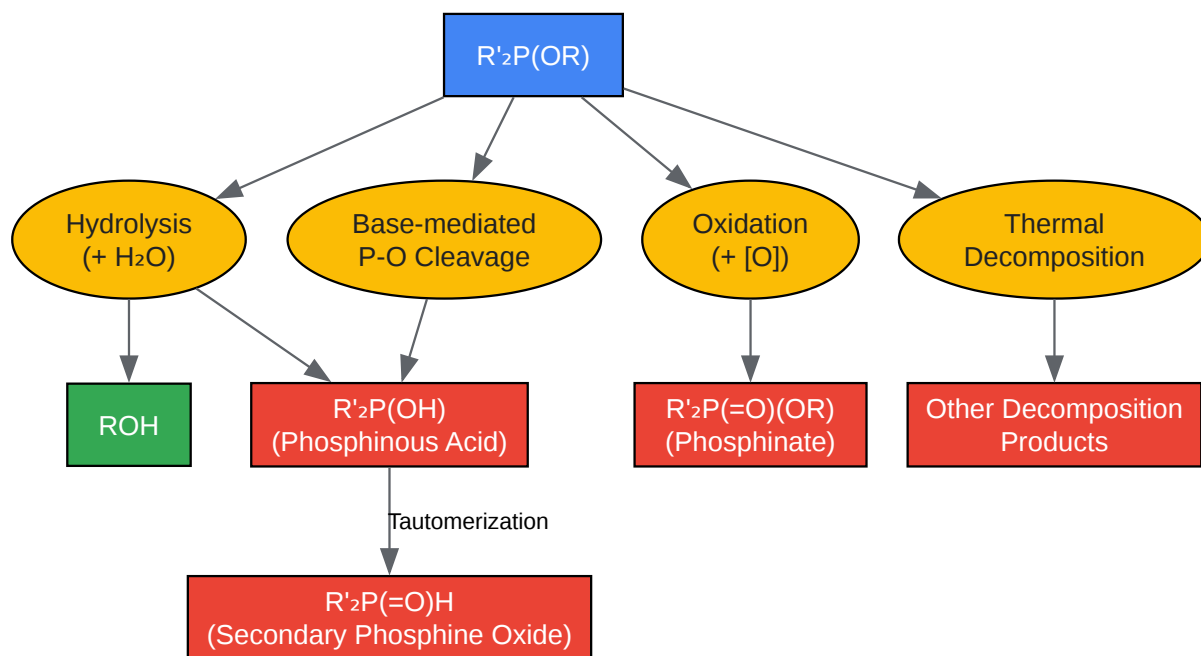 R'₂P(OR)
Hydrolysis
(+ H₂O)
Base-mediated
P-O Cleavage
Oxidation
(+ [O])
Thermal
Decomposition
ROH
R'₂P(OH)
(Phosphinous Acid)
R'₂P(=O)(OR)
(Phosphinate)
Other Decomposition
Products
Tautomerization
R'₂P(=O)H
(Secondary Phosphine Oxide)